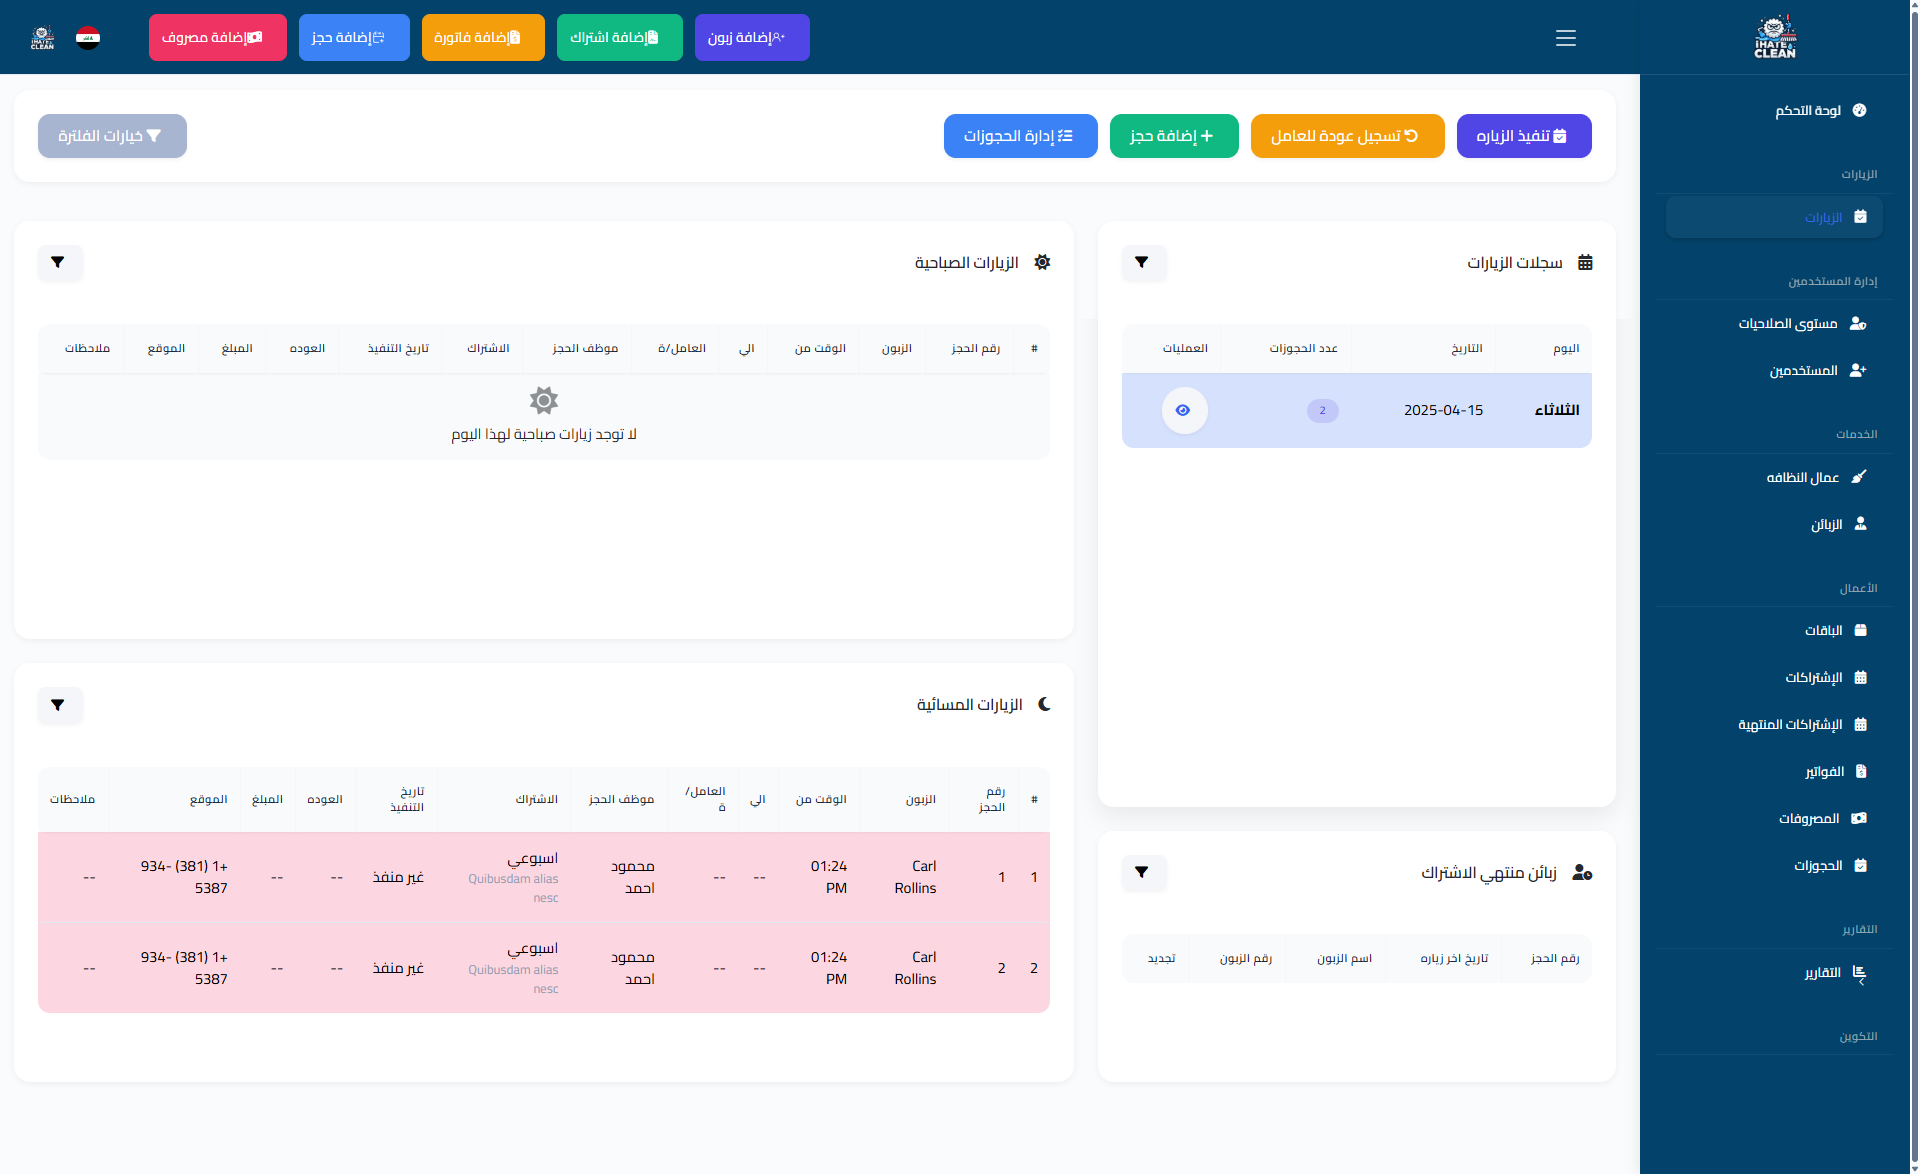 iHATE CLEAN
إضافة زبون
إضافة اشتراك
إضافة فاتورة
إضافة حجز
إضافة مصروف
iHATE CLEAN
لوحة التحكم
الزيارات
الزيارات
إدارة المستخدمين
مستوى الصلاحيات
المستخدمين
الخدمات
عمال النظافه
الزبائن
الأعمال
الباقات
الإشتراكات
الإشتراكات المنتهية
الفواتير
المصروفات
الحجوزات
التقارير
التقارير
التكوين
تنفيذ الزياره
تسجيل عودة للعامل
إضافة حجز
إدارة الحجوزات
خيارات الفلترة
سجلات الزيارات
اليوم التاريخ عدد الحجوزات العمليات
الثلاثاء 2025-04-15 2
زبائن منتهي الاشتراك
رقم الحجز تاريخ اخر زياره اسم الزبون رقم الزبون تجديد
الزيارات الصباحية
# رقم الحجز الزبون الوقت من الي العامل/ة موظف الحجز الاشتراك تاريخ التنفيذ العوده المبلغ الموقع ملاحظات
لا توجد زيارات صباحية لهذا اليوم
الزيارات المسائية
# رقم الحجز الزبون الوقت من الي العامل/ة موظف الحجز الاشتراك تاريخ التنفيذ العوده المبلغ الموقع ملاحظات
1 1 Carl Rollins 01:24 PM -- -- محمود احمد اسبوعي Quibusdam alias nesc غير منفذ -- -- +1 (381) 934-5387 --
2 2 Carl Rollins 01:24 PM -- -- محمود احمد اسبوعي Quibusdam alias nesc غير منفذ -- -- +1 (381) 934-5387 --